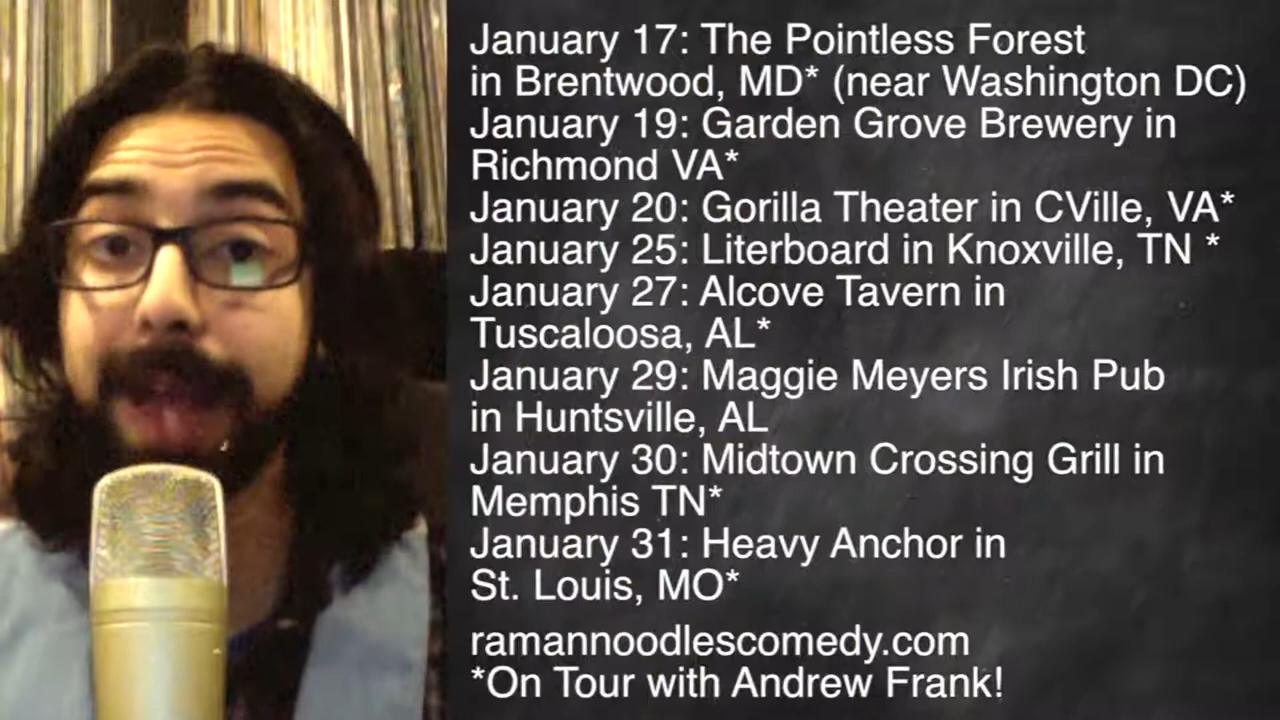 January 17: The Pointless Forest
in Brentwood, MD* (near Washington DC)
January 19: Garden Grove Brewery in
Richmond VA*
January 20: Gorilla Theater in CVille, VA*
January 25: Literboard in Knoxville, TN *
January 27: Alcove Tavern in
Tuscaloosa, AL*
January 29: Maggie Meyers Irish Pub
in Huntsville, AL
January 30: Midtown Crossing Grill in
Memphis TN*
January 31: Heavy Anchor in
St. Louis, MO*
ramannoodlescomedy.com
*On Tour with Andrew Frank!